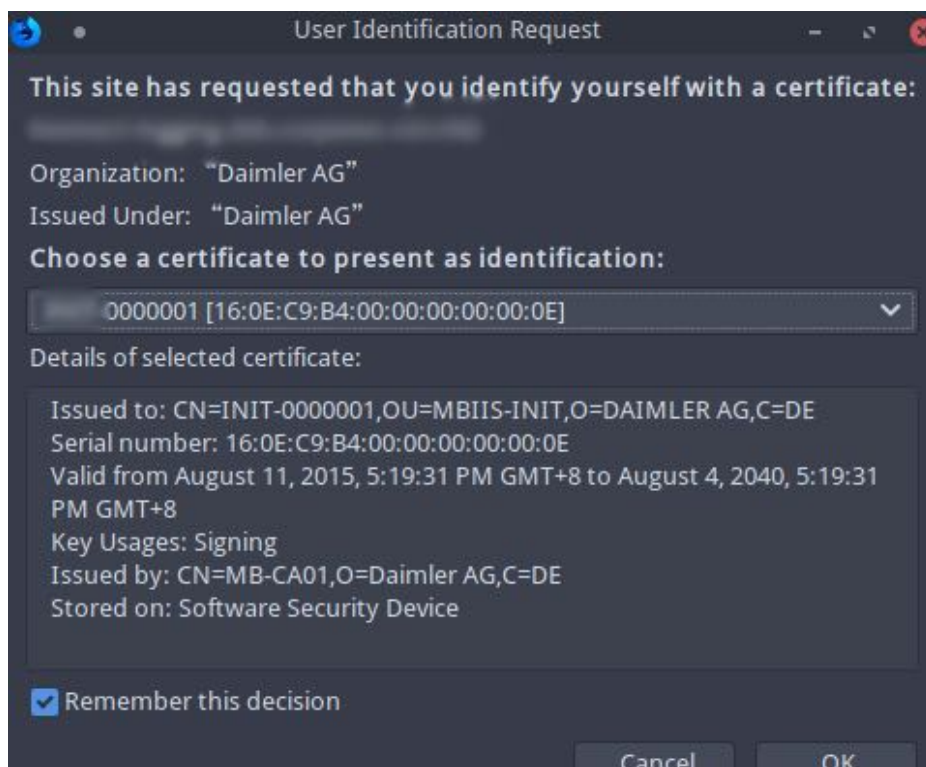 User Identification Request
This site has requested that you identify yourself with a certificate:
Organization: “Daimler AG”
Issued Under: “Daimler AG”
Choose a certificate to present as identification:
0000001 [16:0E:C9:B4:00:00:00:00:00:0E]
Details of selected certificate:
Issued to: CN=INIT-0000001,OU=MBIIS-INIT,O=DAIMLER AG,C=DE
Serial number: 16:0E:C9:B4:00:00:00:00:00:0E
Valid from August 11, 2015, 5:19:31 PM GMT+8 to August 4, 2040, 5:19:31
PM GMT+8
Key Usages: Signing
Issued by: CN=MB-CA01,O=Daimler AG,C=DE
Stored on: Software Security Device
Remember this decision
Cancel OK